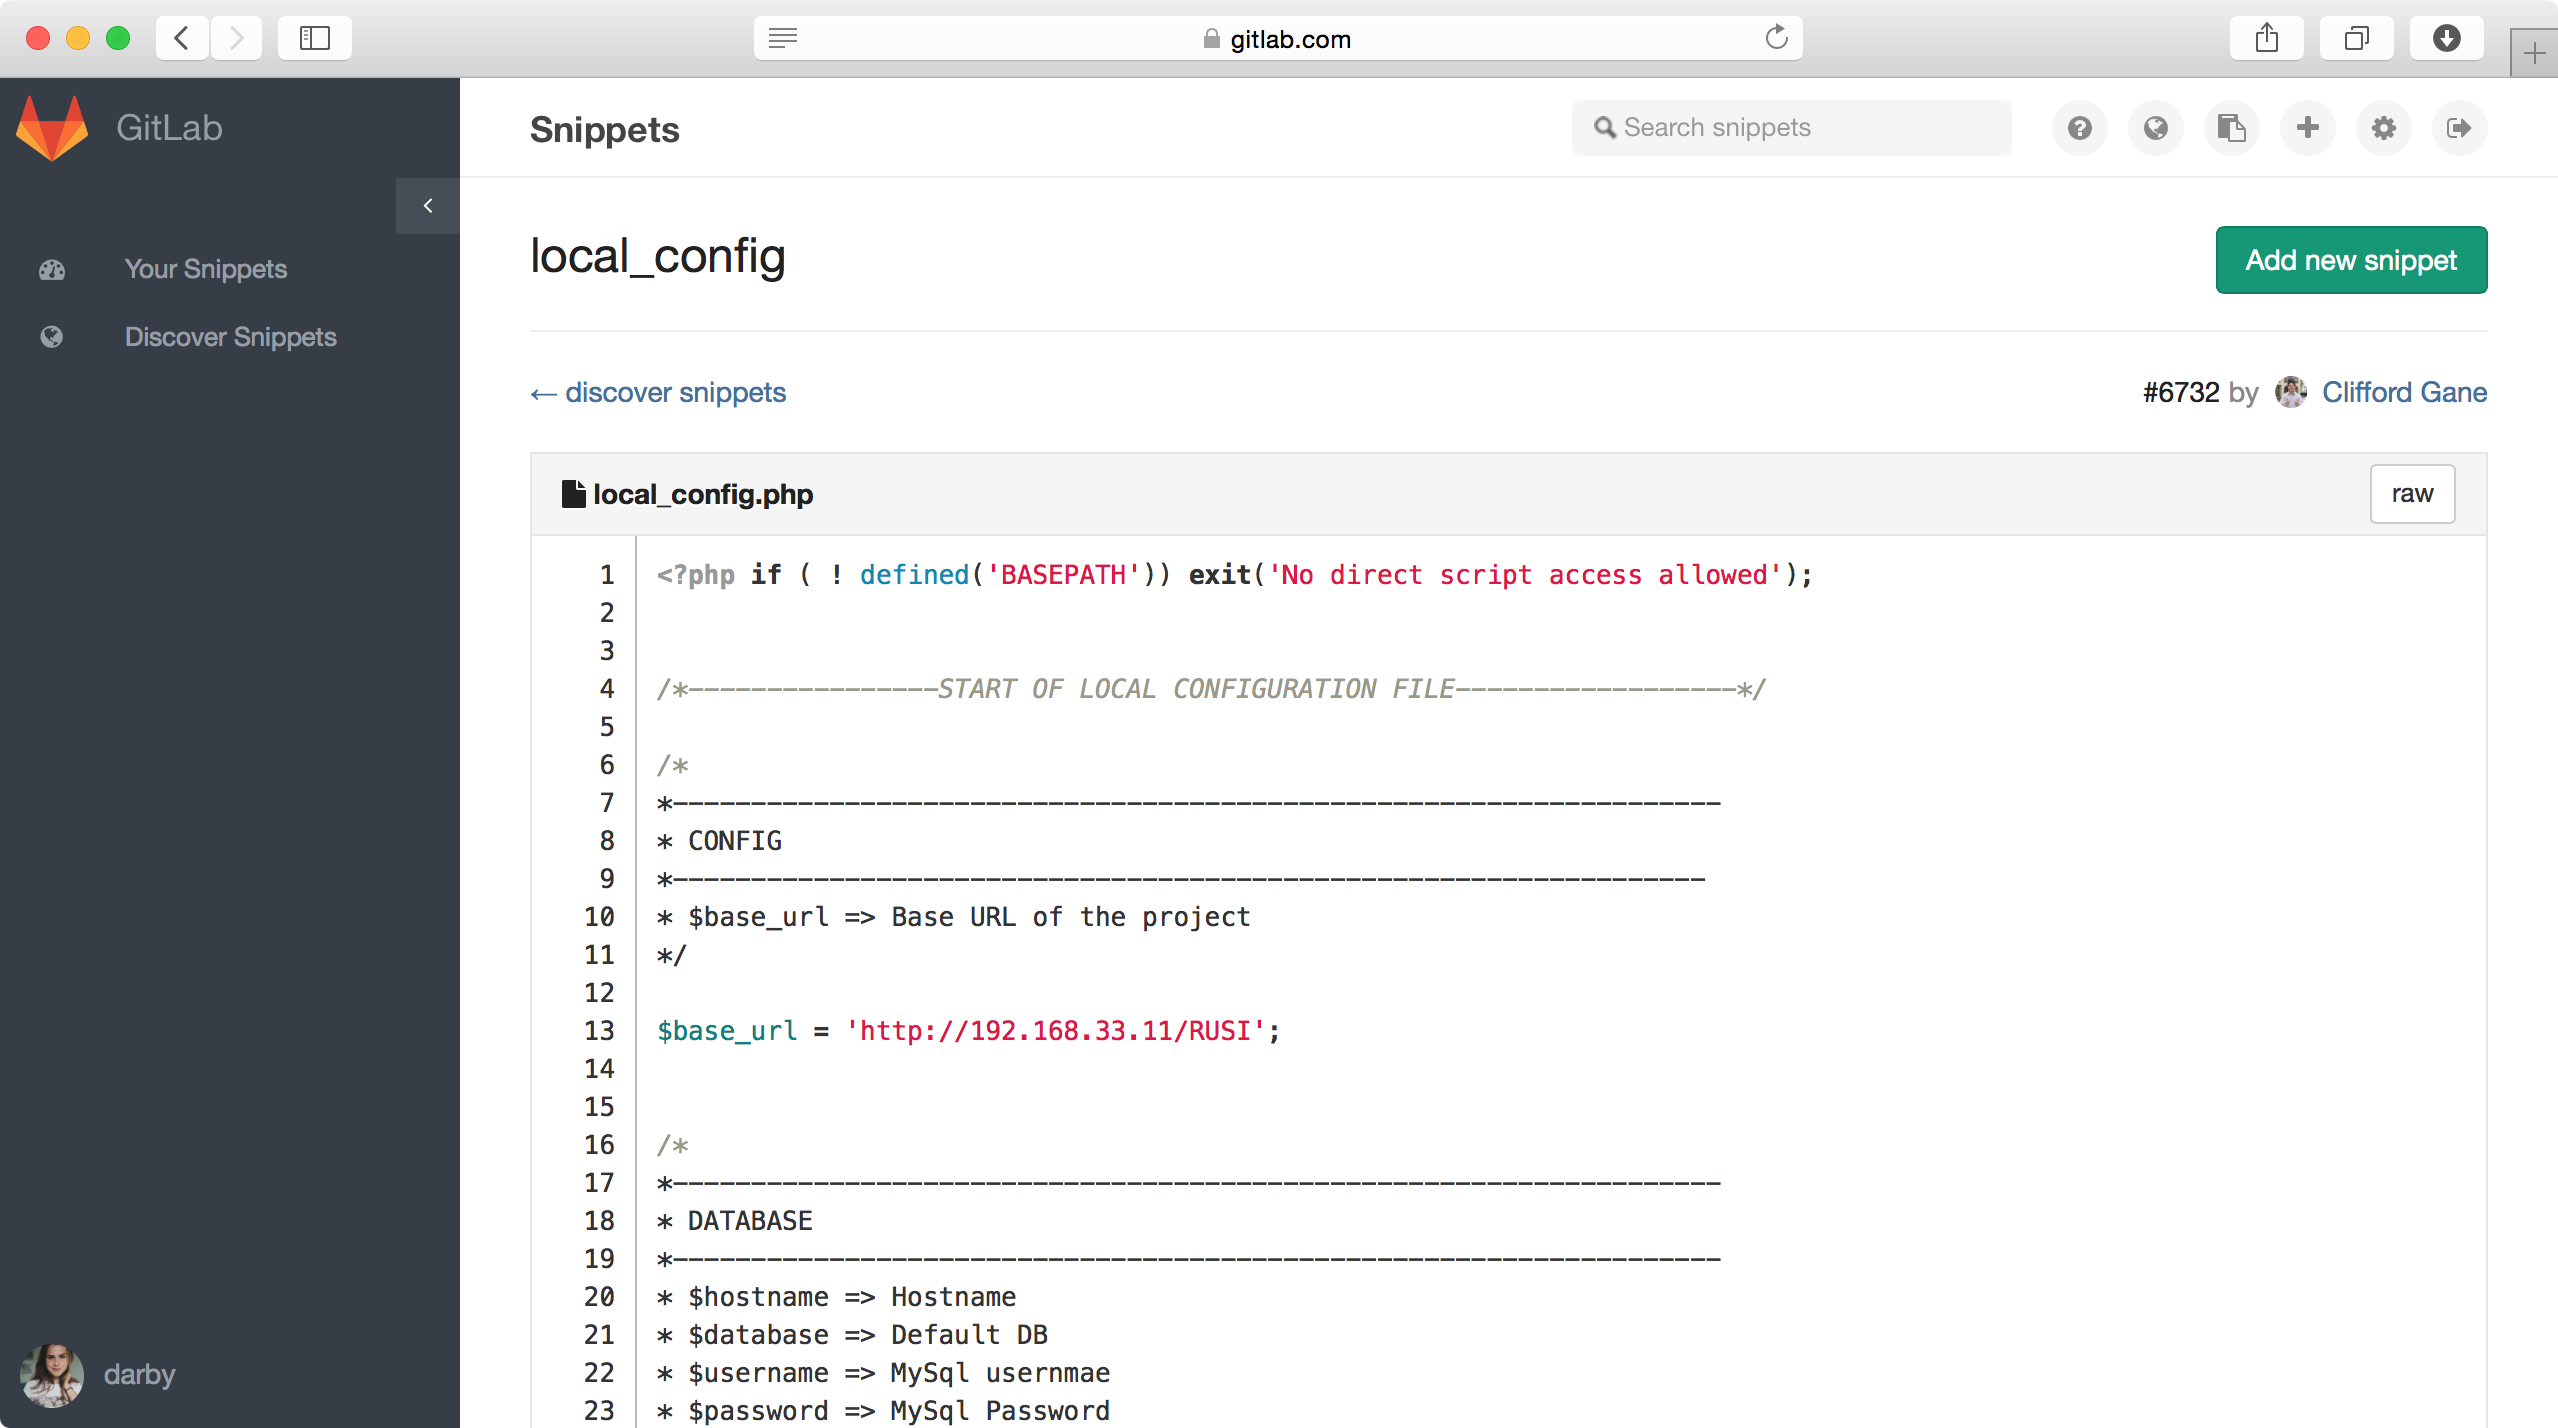 gitlab.com
GitLab
Snippets
Search snippets
Your Snippets
Discover Snippets
local_config
Add new snippet
← discover snippets
#6732 by Clifford Gane
local_config.php
raw
1 <?php if ( ! defined('BASEPATH')) exit('No direct script access allowed');
2
3
4 /*----------------START OF LOCAL CONFIGURATION FILE------------------*/
5
6 /*
7 *-------------------------------------------------------------------
8 * CONFIG
9 *------------------------------------------------------------------
10 * $base_url => Base URL of the project
11 */
12
13 $base_url = 'http://192.168.33.11/RUSI';
14
15
16 /*
17 *-------------------------------------------------------------------
18 * DATABASE
19 *-------------------------------------------------------------------
20 * $hostname => Hostname
21 * $database => Default DB
22 * $username => MySql usernmae
23 * $password => MySql Password
darby